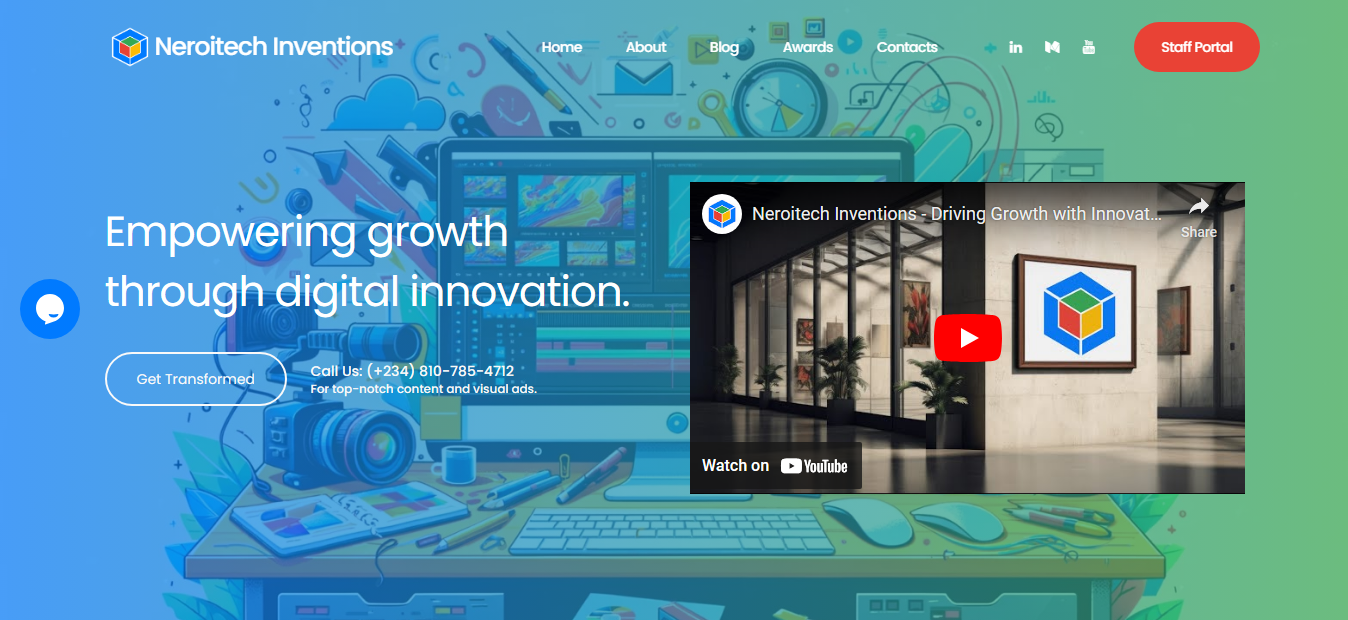 Neroitech Inventions
Home About Blog Awards Contacts
Staff Portal
Empowering growth
through digital innovation.
Get Transformed
Call Us: (+234) 810-785-4712
For top-notch content and visual ads.
Neroitech Inventions - Driving Growth with Innovat...
Share
Watch on YouTube